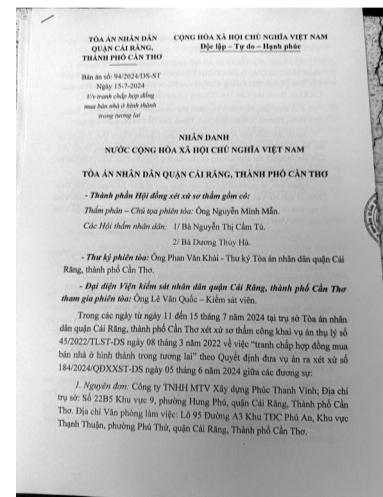 TÒA ÁN NHÂN DÂN
QUẬN CÁI RĂNG,
THÀNH PHỐ CẦN THƠ
CỘNG HÒA XÃ HỘI CHỦ NGHĨA VIỆT NAM
Độc lập – Tự do – Hạnh phúc
Bản án số: 94/2024/DS-ST
Ngày 15-7-2024
V/v tranh chấp hợp đồng
mua bán nhà ở hình thành
trong tương lai
NHÂN DANH
NƯỚC CỘNG HÒA XÃ HỘI CHỦ NGHĨA VIỆT NAM
TÒA ÁN NHÂN DÂN QUẬN CÁI RĂNG, THÀNH PHỐ CẦN THƠ
- Thành phần Hội đồng xét xử sơ thẩm gồm có:
Thẩm phán – Chủ tọa phiên tòa: Ông Nguyễn Minh Mẫn.
Các Hội thẩm nhân dân: 1/ Bà Nguyễn Thị Cẩm Tú.
2/ Bà Dương Thúy Hà.
- Thư ký phiên tòa: Ông Phan Văn Khải - Thư ký Tòa án nhân dân quận Cái
Răng, thành phố Cần Thơ.
- Đại diện Viện kiểm sát nhân dân quận Cái Răng, thành phố Cần Thơ
tham gia phiên tòa: Ông Lê Văn Quốc – Kiểm sát viên.
Trong các ngày từ ngày 11 đến 15 tháng 7 năm 2024 tại trụ sở Tòa án nhân
dân quận Cái Răng, thành phố Cần Thơ xét xử sơ thẩm công khai vụ án thụ lý số
45/2022/TLST-DS ngày 08 tháng 3 năm 2022 về việc “tranh chấp hợp đồng mua
bán nhà ở hình thành trong tương lai” theo Quyết định đưa vụ án ra xét xử số
184/2024/QĐXXST-DS ngày 05 tháng 6 năm 2024 giữa các đương sự:
1. Nguyên đơn: Công ty TNHH MTV Xây dựng Phúc Thanh Vinh; Địa chỉ
trụ sở: Số 22B5 Khu vực 9, phường Hưng Phú, quận Cái Răng, Thành phố Cần
Thơ. Địa chỉ Văn phòng làm việc: Lô 95 Đường A3 Khu TĐC Phú An, Khu vực
Thạnh Thuận, phường Phú Thứ, quận Cái Răng, Thành phố Cần Thơ.